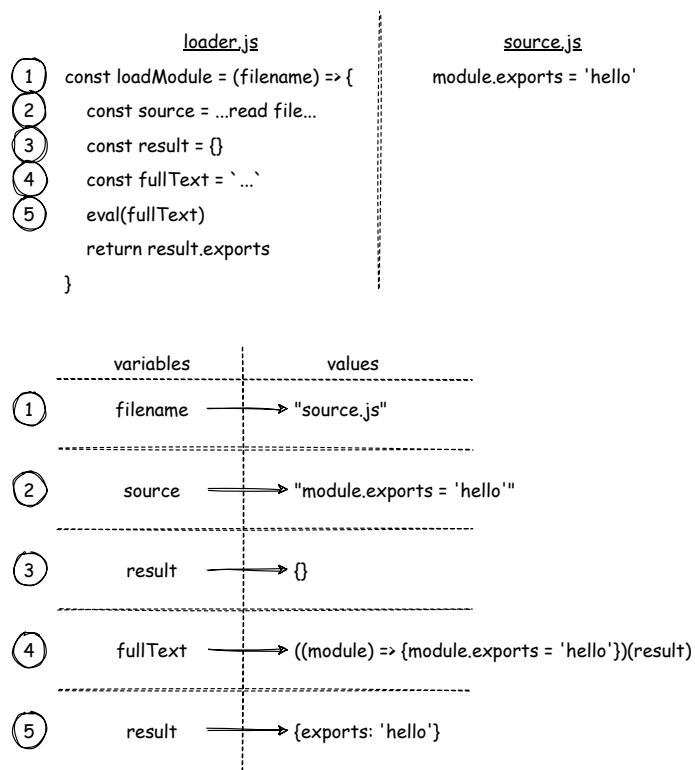 loader.js
source.js
1 const loadModule = (filename) => {
module.exports = 'hello'
2 const source = ...read file...
3 const result = {}
4 const fullText = `...`
5 eval(fullText)
return result.exports
}
variables values
1 filename "source.js"
2 source "module.exports = 'hello'"
3 result {}
4 fullText ((module) => {module.exports = 'hello'})(result)
5 result {exports: 'hello'}